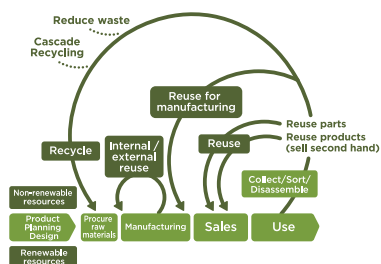 Reduce waste
Cascade
Recycling
Reuse for
manufacturing
Reuse parts
Reuse products
(sell second hand)
Recycle
Internal /
external
reuse
Reuse
Collect/Sort/
Disassemble
Non-renewable
resources
Product
Planning
Design
Procure
raw
materials
Manufacturing
Sales
Use
Renewable
resources